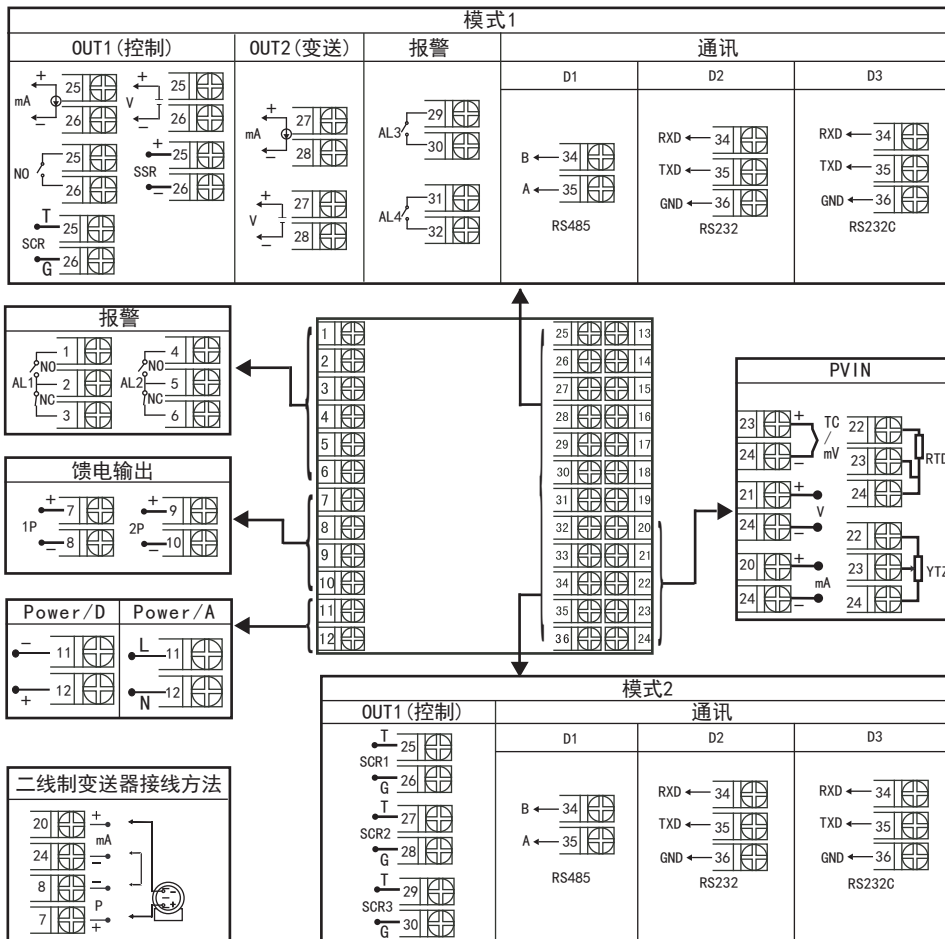 模式1
OUT1(控制) OUT2(变送) 报警 通讯
D1 D2 D3
+ 25 mA − 26
+ 25 V − 26
NO 25 26
+ 25 SSR − 26
T 25 SCR G 26
+ 27 mA − 28
+ 27 V − 28
AL3 29 30
AL4 31 32
B 34
A 35
RS485
RXD 34
TXD 35
GND 36
RS232
RXD 34
TXD 35
GND 36
RS232C
报警
1 NO AL1 2 NC 3
4 NO AL2 5 NC 6
馈电输出
+ 7 1P − 8
+ 9 2P − 10
Power/D Power/A
− 11 L 11
+ 12 N 12
1 25 13
2 26 14
3 27 15
4 28 16
5 29 17
6 30 18
7 31 19
8 32 20
9 33 21
10 34 22
11 35 23
12 36 24
PVIN
23 + TC / mV 24 −
22 23 RTD 24
21 + V 24 −
22 23 YTZ 24
20 + mA 24 −
二线制变送器接线方法
20 +
mA
24 −
8 −
P
7 +
− +
模式2
OUT1(控制) 通讯
D1 D2 D3
T 25
SCR1
G 26
T 27
SCR2
G 28
T 29
SCR3
G 30
B 34
A 35
RS485
RXD 34
TXD 35
GND 36
RS232
RXD 34
TXD 35
GND 36
RS232C